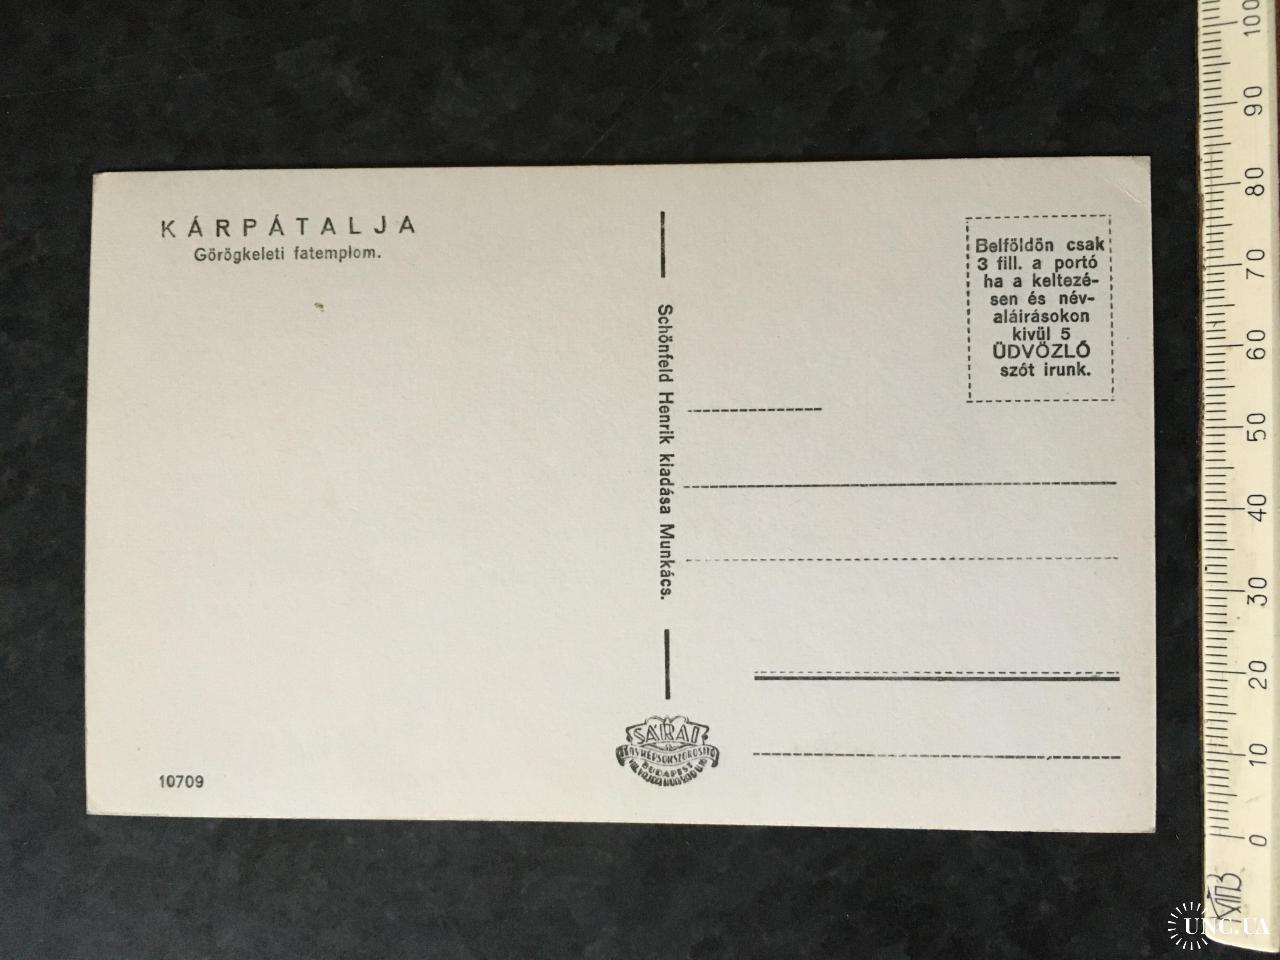 KÁRPÁTALJA
Görögkeleti fatemplom.
Schönfeld Henrik kiadása Munkács.
Belföldön csak
3 fill. a portó
ha a keltezé-
sen és név-
aláirásokon
kivül 5
ÜDVÖZLŐ
szót irunk.
SÁRAI
BUDAPEST
10709
100
90
80
70
60
50
40
30
20
10
0
UNC.UA